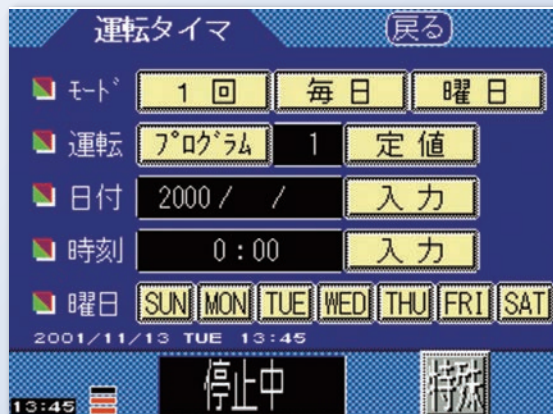 運転タイマ 戻る
ﾓｰﾄﾞ 1 回 毎 日 曜 日
運転 ﾌﾟﾛｸﾞﾗﾑ 1 定 値
日付 2000 /  / 入 力
時刻 0 : 00 入 力
曜日 SUN MON TUE WED THU FRI SAT
2001/11/13 TUE 13:45
13:45 停止中 特殊